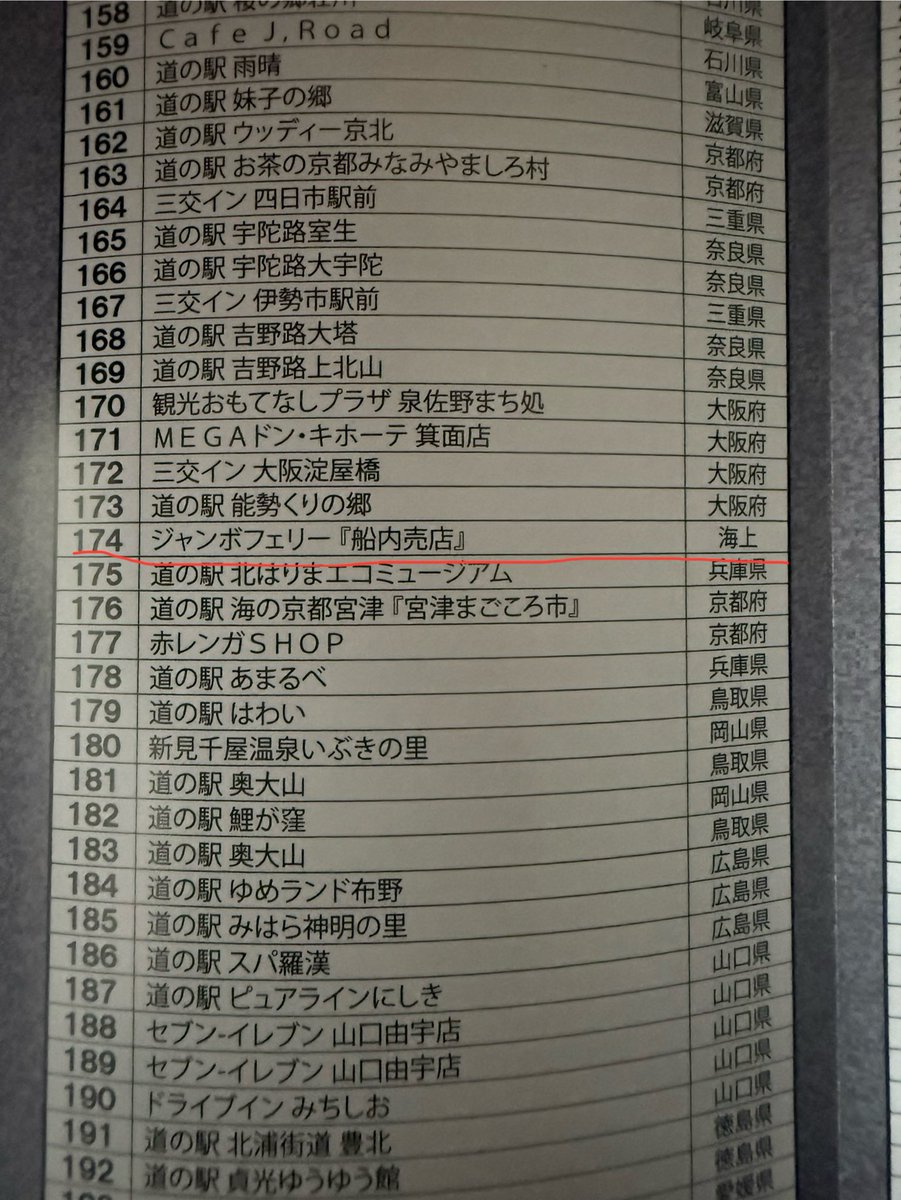 158 道の駅 桜の郷荘川 岐阜県
159 Cafe J,Road 石川県
160 道の駅 雨晴 富山県
161 道の駅 妹子の郷 滋賀県
162 道の駅 ウッディー京北 京都府
163 道の駅 お茶の京都みなみやましろ村 京都府
164 三交イン 四日市駅前 三重県
165 道の駅 宇陀路室生 奈良県
166 道の駅 宇陀路大宇陀 奈良県
167 三交イン 伊勢市駅前 三重県
168 道の駅 吉野路大塔 奈良県
169 道の駅 吉野路上北山 奈良県
170 観光おもてなしプラザ 泉佐野まち処 大阪府
171 MEGAドン・キホーテ 箕面店 大阪府
172 三交イン 大阪淀屋橋 大阪府
173 道の駅 能勢くりの郷 大阪府
174 ジャンボフェリー『船内売店』 海上
175 道の駅 北はりまエコミュージアム 兵庫県
176 道の駅 海の京都宮津『宮津まごころ市』 京都府
177 赤レンガSHOP 京都府
178 道の駅 あまるべ 兵庫県
179 道の駅 はわい 鳥取県
180 新見千屋温泉いぶきの里 岡山県
181 道の駅 奥大山 鳥取県
182 道の駅 鯉が窪 岡山県
183 道の駅 奥大山 鳥取県
184 道の駅 ゆめランド布野 広島県
185 道の駅 みはら神明の里 広島県
186 道の駅 スパ羅漢 広島県
187 道の駅 ピュアラインにしき 山口県
188 セブン-イレブン 山口由宇店 山口県
189 セブン-イレブン 山口由宇店 山口県
190 ドライブイン みちしお 山口県
191 道の駅 北浦街道 豊北 山口県
192 道の駅 貞光ゆうゆう館 徳島県
徳島県
愛媛県